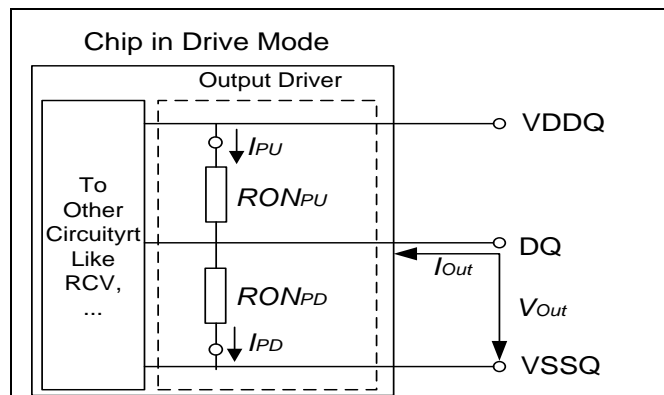 Chip in Drive Mode
Output Driver
VDDQ
IPU
To
Other
Circuityrt
Like
RCV,
...
RONPU
DQ
IOut
RONPD
VOut
IPD
VSSQ